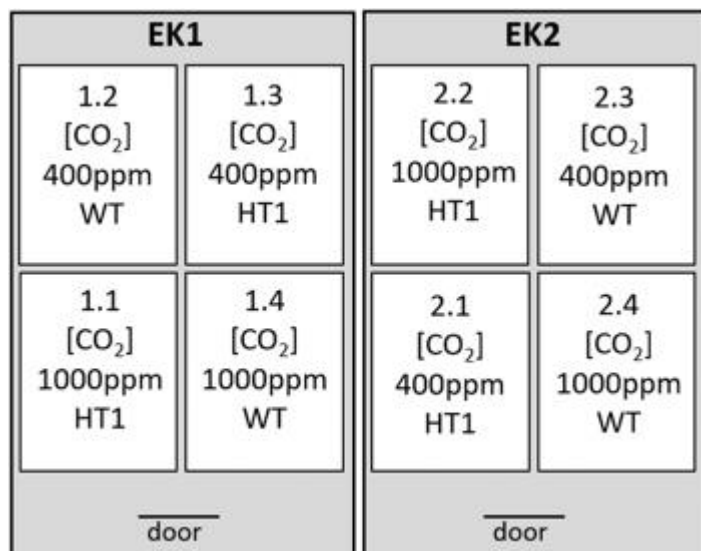 EK1
1.2
[CO₂]
400ppm
WT
1.3
[CO₂]
400ppm
HT1
1.1
[CO₂]
1000ppm
HT1
1.4
[CO₂]
1000ppm
WT
door
EK2
2.2
[CO₂]
1000ppm
HT1
2.3
[CO₂]
400ppm
WT
2.1
[CO₂]
400ppm
HT1
2.4
[CO₂]
1000ppm
WT
door